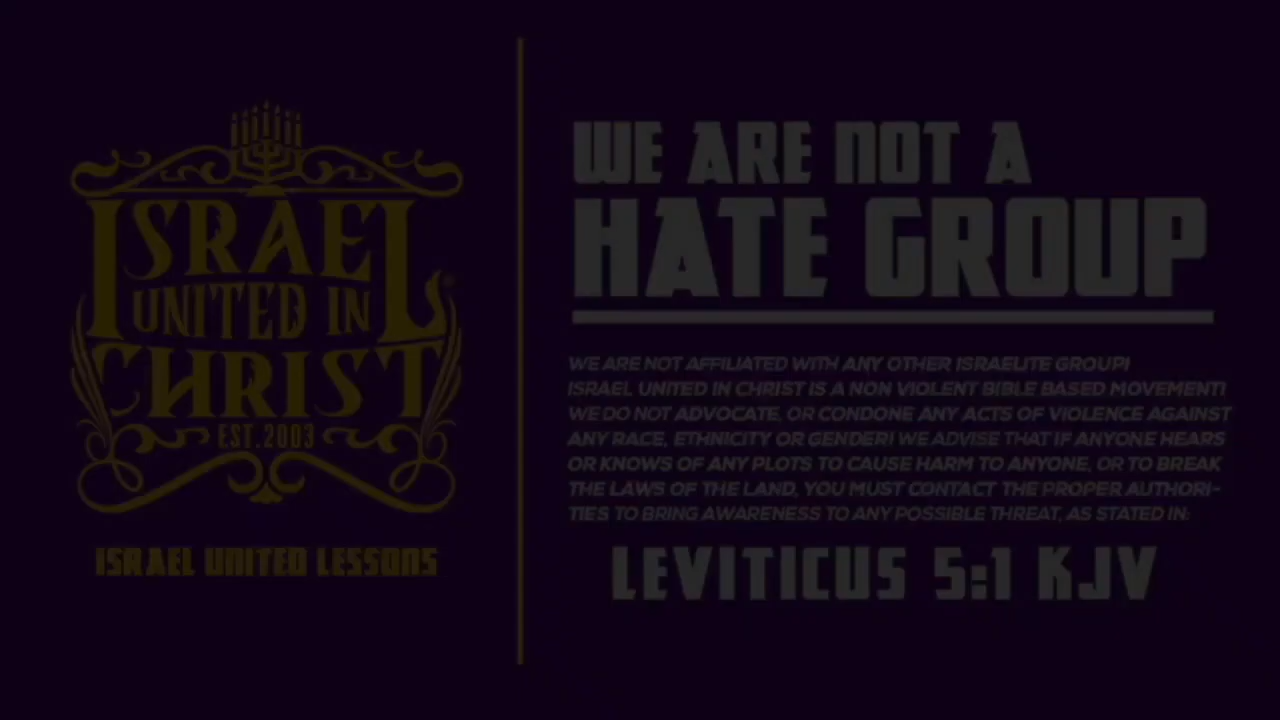 ISRAEL
UNITED IN
CHRIST
EST.2003
ISRAEL UNITED LESSONS
WE ARE NOT A
HATE GROUP
WE ARE NOT AFFILIATED WITH ANY OTHER ISRAELITE GROUP!
ISRAEL UNITED IN CHRIST IS A NON VIOLENT BIBLE BASED MOVEMENT!
WE DO NOT ADVOCATE, OR CONDONE ANY ACTS OF VIOLENCE AGAINST
ANY RACE, ETHNICITY OR GENDER! WE ADVISE THAT IF ANYONE HEARS
OR KNOWS OF ANY PLOTS TO CAUSE HARM TO ANYONE, OR TO BREAK
THE LAWS OF THE LAND, YOU MUST CONTACT THE PROPER AUTHORI-
TIES TO BRING AWARENESS TO ANY POSSIBLE THREAT, AS STATED IN:
LEVITICUS 5:1 KJV